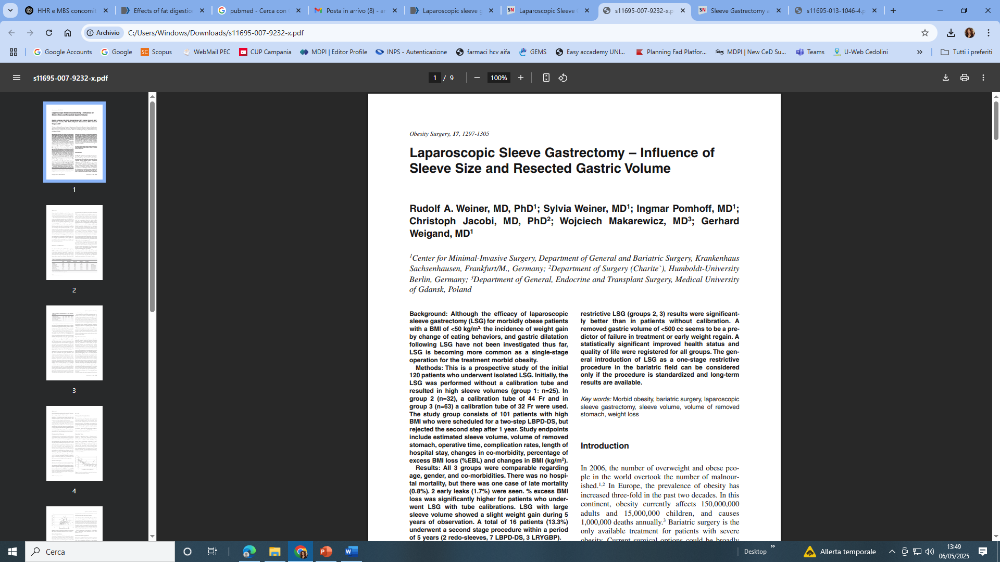 HHR e MBS concomit
Effects of fat digestio
pubmed - Cerca con
Posta in arrivo (8) - a
Laparoscopic sleeve g
Laparoscopic Sleeve
s11695-007-9232-x.p
Sleeve Gastrectomy a
s11695-013-1046-4.p
Archivio
C:/Users/Windows/Downloads/s11695-007-9232-x.pdf
Google Accounts
Google
Scopus
WebMail PEC
CUP Campania
MDPI | Editor Profile
INPS - Autenticazione
farmaci hcv aifa
GEMS
Easy accademy UNI...
Planning Fad Platfor...
MDPI | New CeD Su...
Teams
U-Web Cedolini
Tutti i preferiti
s11695-007-9232-x.pdf
1 / 9
100%
1
2
3
4
Obesity Surgery, 17, 1297-1305
Laparoscopic Sleeve Gastrectomy – Influence of
Sleeve Size and Resected Gastric Volume
Rudolf A. Weiner, MD, PhD1; Sylvia Weiner, MD1; Ingmar Pomhoff, MD1;
Christoph Jacobi, MD, PhD2; Wojciech Makarewicz, MD3; Gerhard
Weigand, MD1
1Center for Minimal-Invasive Surgery, Department of General and Bariatric Surgery, Krankenhaus
Sachsenhausen, Frankfurt/M., Germany; 2Department of Surgery (Charite`), Humboldt-University
Berlin, Germany; 3Department of General, Endocrine and Transplant Surgery, Medical University
of Gdansk, Poland
Background: Although the efficacy of laparoscopic
sleeve gastrectomy (LSG) for morbidly obese patients
with a BMI of <50 kg/m2, the incidence of weight gain
by change of eating behaviors, and gastric dilatation
following LSG have not been investigated thus far,
LSG is becoming more common as a single-stage
operation for the treatment morbid obesity.
Methods: This is a prospective study of the initial
120 patients who underwent isolated LSG. Initially, the
LSG was performed without a calibration tube and
resulted in high sleeve volumes (group 1: n=25). In
group 2 (n=32), a calibration tube of 44 Fr and in
group 3 (n=63) a calibration tube of 32 Fr were used.
The study group consists of 101 patients with high
BMI who were scheduled for a two-step LBPD-DS, but
rejected the second step after 1 year. Study endpoints
include estimated sleeve volume, volume of removed
stomach, operative time, complication rates, length of
hospital stay, changes in co-morbidity, percentage of
excess BMI loss (%EBL) and changes in BMI (kg/m2).
Results: All 3 groups were comparable regarding
age, gender, and co-morbidities. There was no hospi-
tal mortality, but there was one case of late mortality
(0.8%). 2 early leaks (1.7%) were seen. % excess BMI
loss was significantly higher for patients who under-
went LSG with tube calibrations. LSG with large
sleeve volume showed a slight weight gain during 5
years of observation. A total of 16 patients (13.3%)
underwent a second stage procedure within a period
of 5 years (2 redo-sleeves, 7 LBPD-DS, 3 LRYGBP).
restrictive LSG (groups 2, 3) results were significant-
ly better than in patients without calibration. A
removed gastric volume of <500 cc seems to be a pre-
dictor of failure in treatment or early weight regain. A
statistically significant improved health status and
quality of life were registered for all groups. The gen-
eral introduction of LSG as a one-stage restrictive
procedure in the bariatric field can be considered
only if the procedure is standardized and long-term
results are available.
Key words: Morbid obesity, bariatric surgery, laparoscopic
sleeve gastrectomy, sleeve volume, volume of removed
stomach, weight loss
Introduction
In 2006, the number of overweight and obese peo-
ple in the world overtook the number of malnour-
ished.1,2 In Europe, the prevalence of obesity has
increased three-fold in the past two decades. In this
continent, obesity currently affects 150,000,000
adults and 15,000,000 children, and causes
1,000,000 deaths annually.3 Bariatric surgery is the
only available treatment for patients with severe
obesity. Current surgical options could be broadly
Cerca
Desktop
Allerta temporale
13:49
06/05/2025